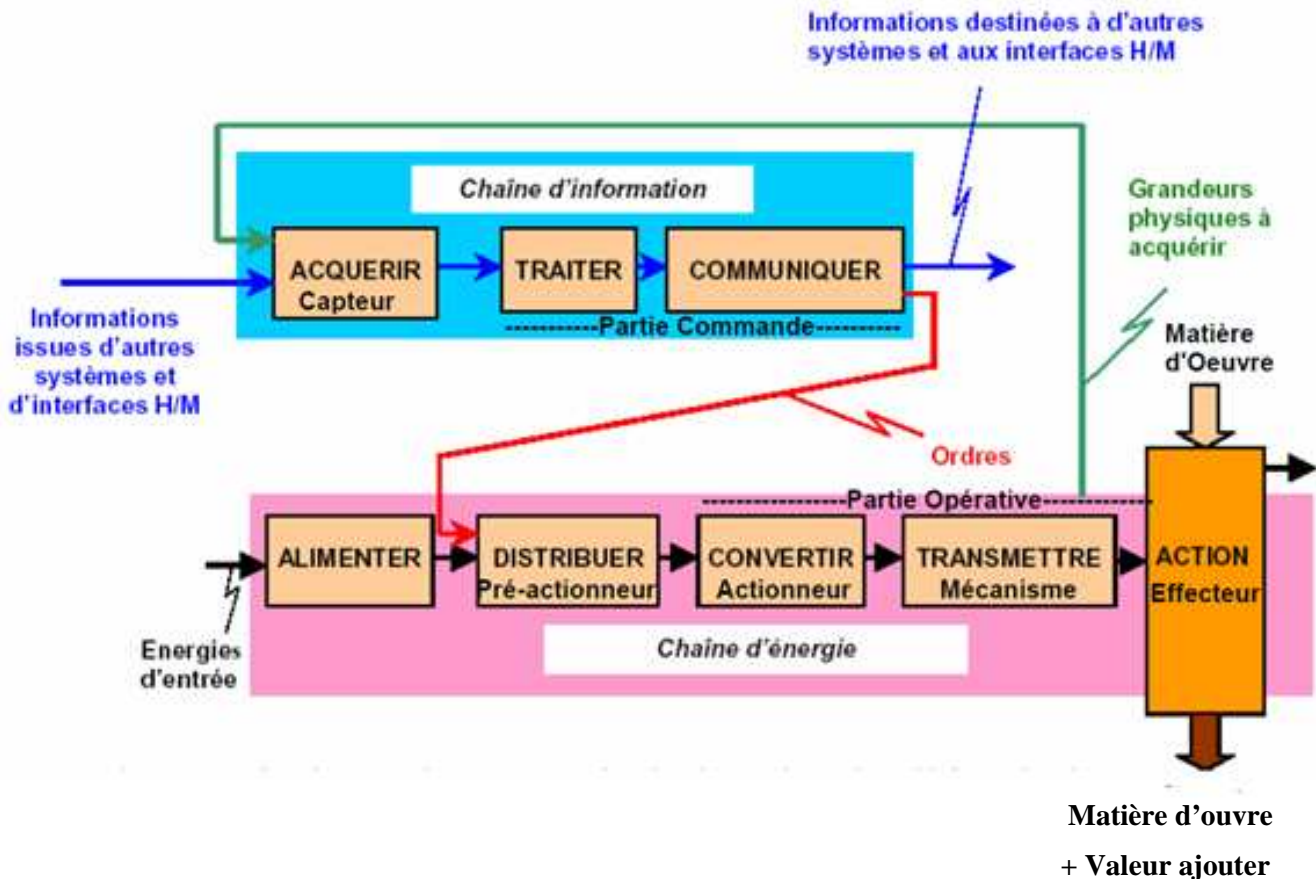 Informations destinées à d'autres
systèmes et aux interfaces H/M
Chaîne d'information
Grandeurs
physiques à
acquérir
ACQUERIR
Capteur
TRAITER
COMMUNIQUER
Partie Commande
Informations
issues d'autres
systèmes et
d'interfaces H/M
Matière
d'Oeuvre
Ordres
Partie Opérative
ALIMENTER
DISTRIBUER
Pré-actionneur
CONVERTIR
Actionneur
TRANSMETTRE
Mécanisme
ACTION
Effecteur
Energies
d'entrée
Chaîne d'énergie
Matière d'ouvre
+ Valeur ajouter